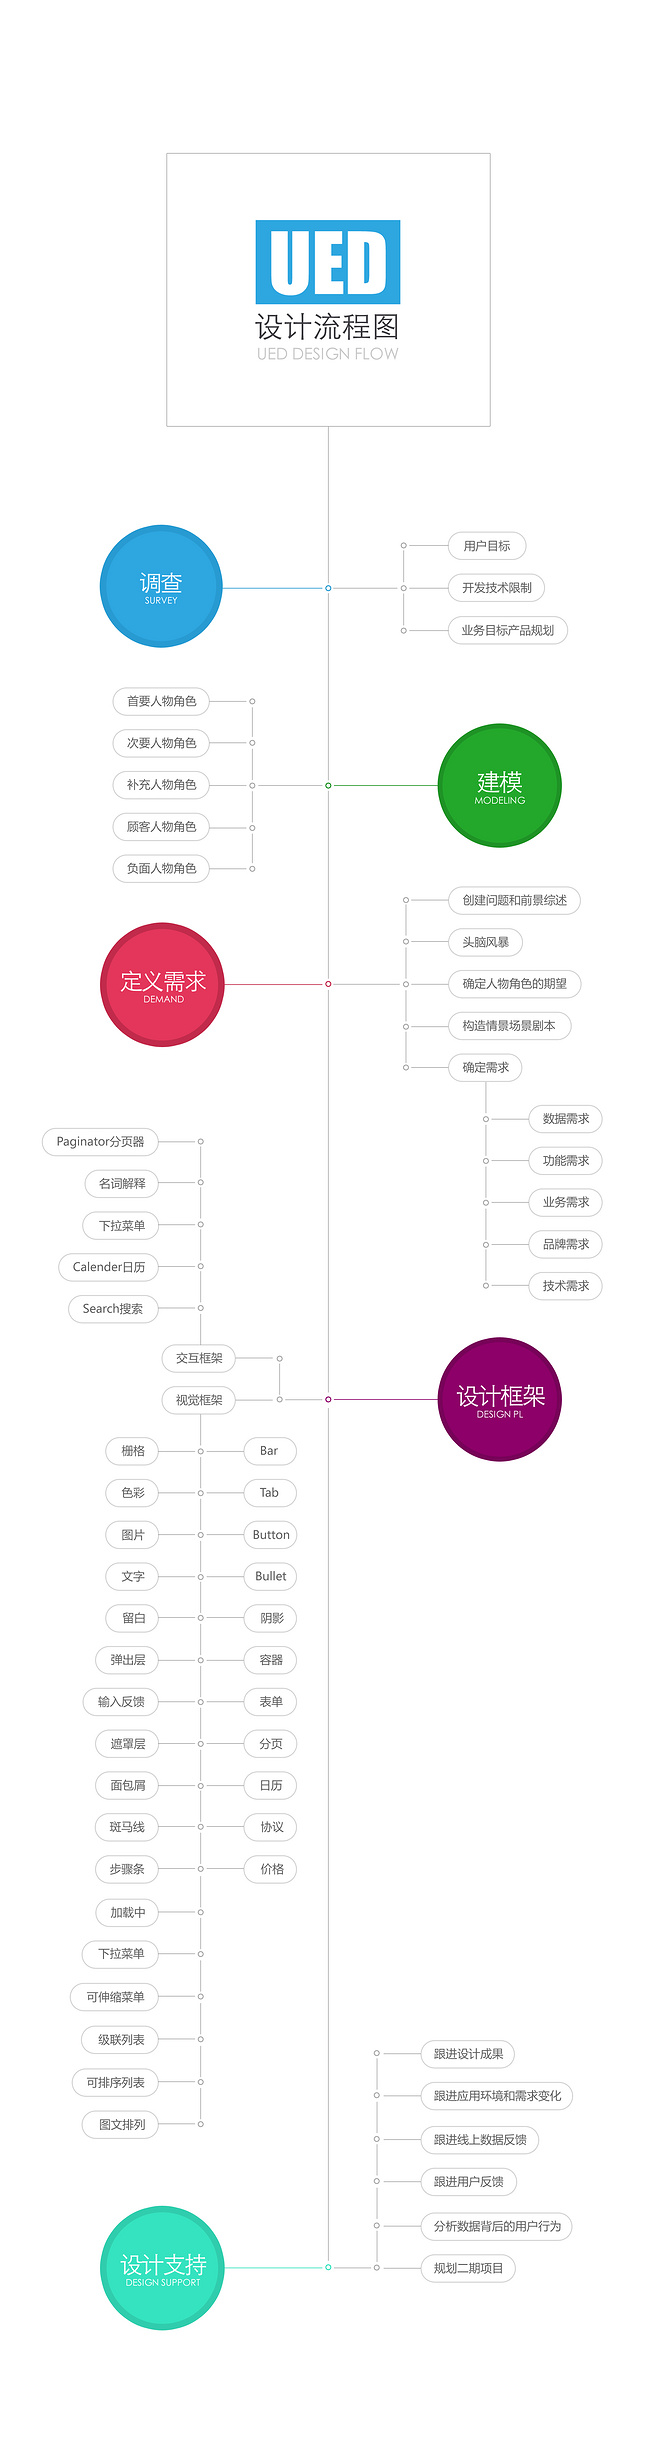 UED
设计流程图
UED DESIGN FLOW
调查
SURVEY
用户目标
开发技术限制
业务目标产品规划
首要人物角色
次要人物角色
补充人物角色
顾客人物角色
负面人物角色
建模
MODELING
定义需求
DEMAND
创建问题和前景综述
头脑风暴
确定人物角色的期望
构造情景场景剧本
确定需求
数据需求
功能需求
业务需求
品牌需求
技术需求
Paginator分页器
名词解释
下拉菜单
Calender日历
Search搜索
交互框架
视觉框架
设计框架
DESIGN PL
栅格
Bar
色彩
Tab
图片
Button
文字
Bullet
留白
阴影
弹出层
容器
输入反馈
表单
遮罩层
分页
面包屑
日历
斑马线
协议
步骤条
价格
加载中
下拉菜单
可伸缩菜单
级联列表
可排序列表
图文排列
跟进设计成果
跟进应用环境和需求变化
跟进线上数据反馈
跟进用户反馈
分析数据背后的用户行为
规划二期项目
设计支持
DESIGN SUPPORT